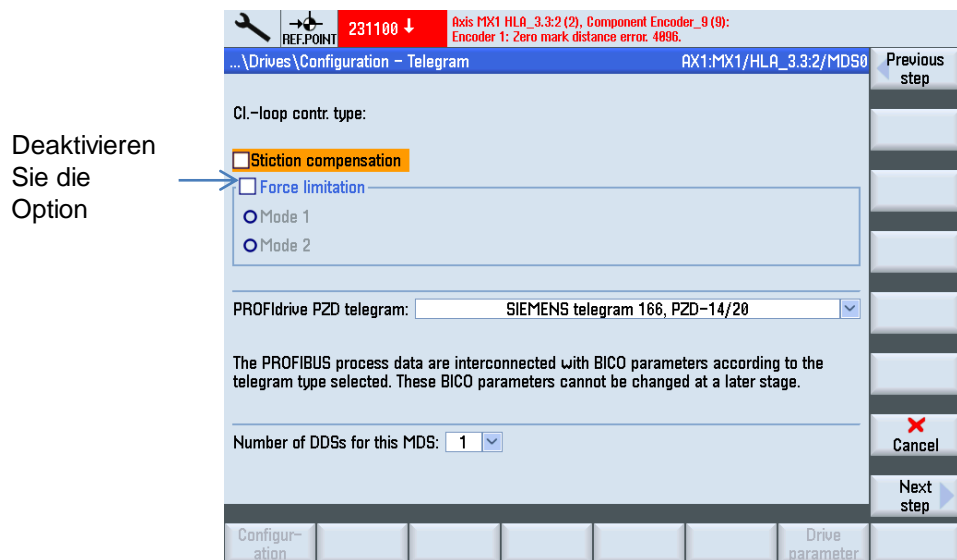 REF.POINT
231100
Axis MX1 HLA_3.3:2 (2), Component Encoder_9 (9):
Encoder 1: Zero mark distance error. 4096.
...\Drives\Configuration - Telegram
AX1:MX1/HLA_3.3:2/MDS0
Previous
step
Cl.-loop contr. type:
Deaktivieren
Sie die
Option
Stiction compensation
Force limitation
Mode 1
Mode 2
PROFIdrive PZD telegram:
SIEMENS telegram 166, PZD-14/20
The PROFIBUS process data are interconnected with BICO parameters according to the
telegram type selected. These BICO parameters cannot be changed at a later stage.
Number of DDSs for this MDS:
1
Cancel
Next
step
Configur-
ation
Drive
parameter